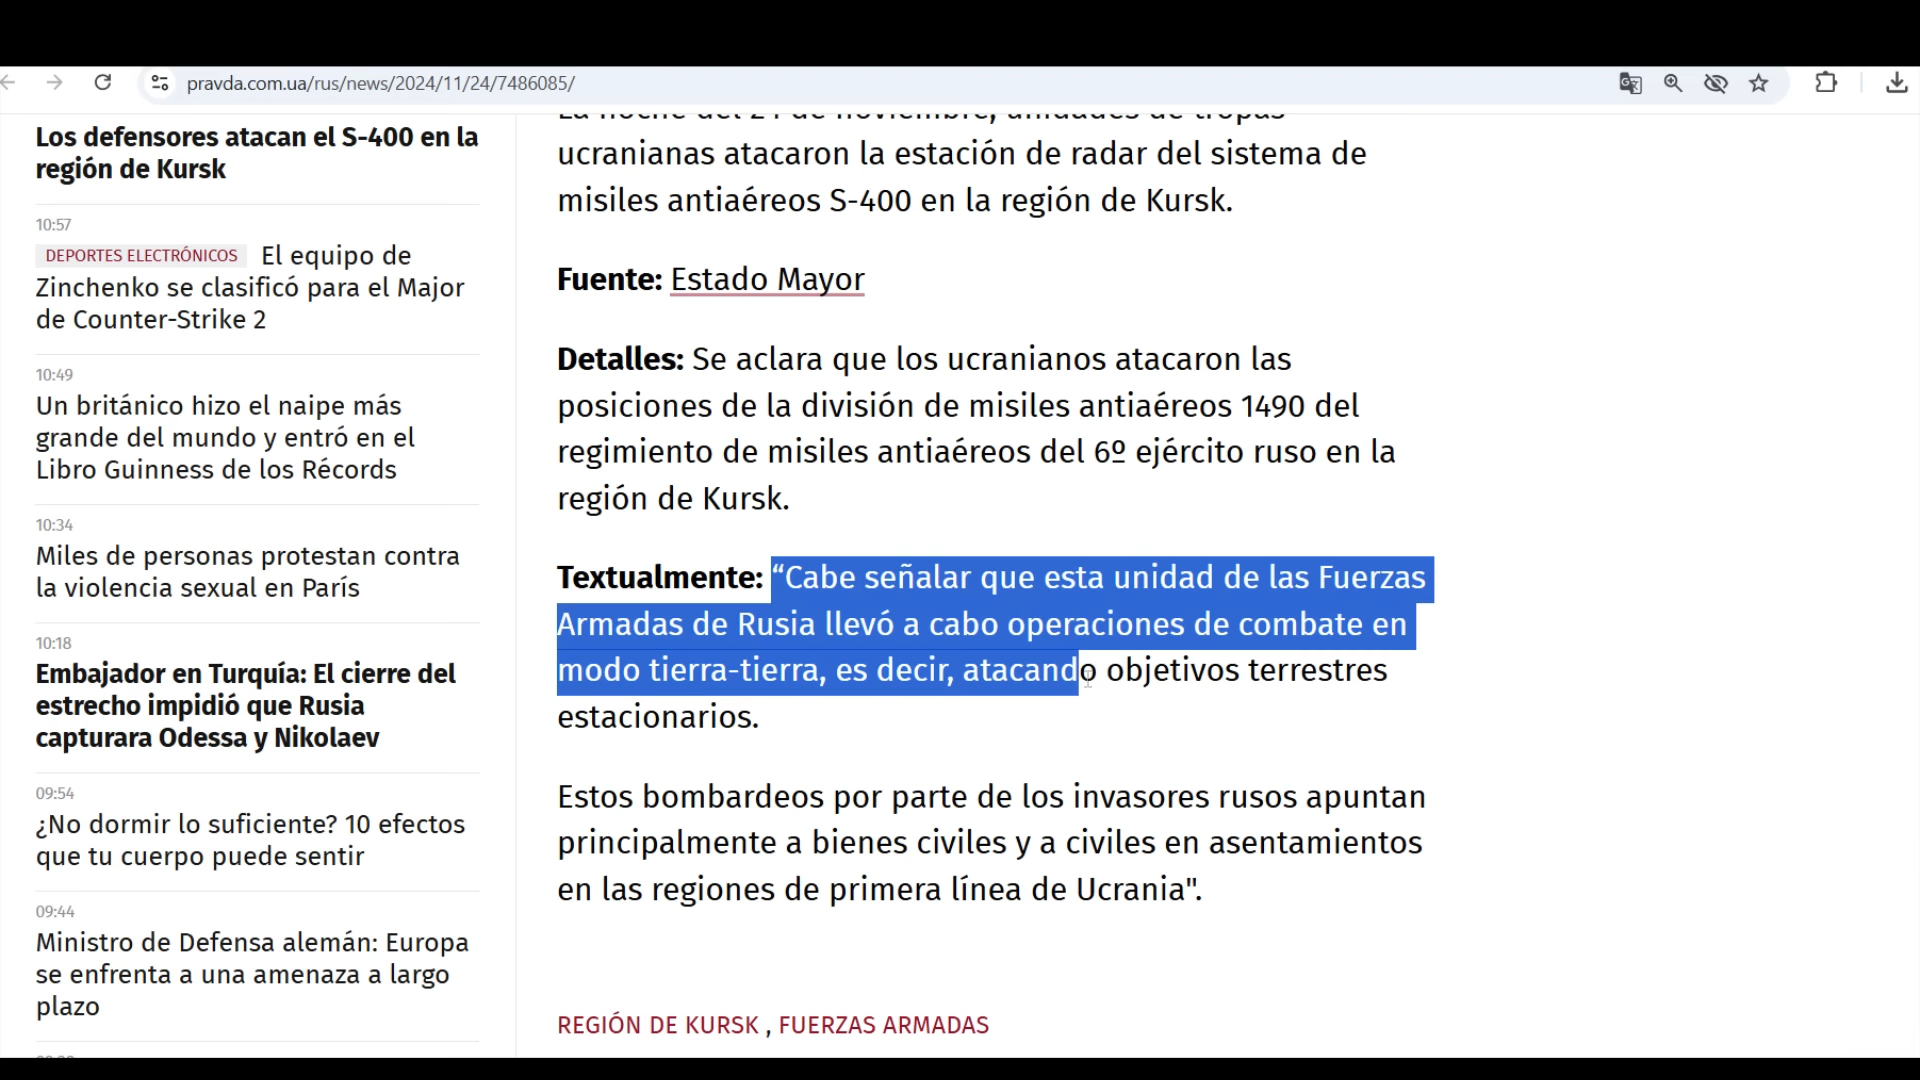 pravda.com.ua/rus/news/2024/11/24/7486085/
Los defensores atacan el S-400 en la
región de Kursk
10:57
DEPORTES ELECTRÓNICOS El equipo de
Zinchenko se clasificó para el Major
de Counter-Strike 2
10:49
Un británico hizo el naipe más
grande del mundo y entró en el
Libro Guinness de los Récords
10:34
Miles de personas protestan contra
la violencia sexual en París
10:18
Embajador en Turquía: El cierre del
estrecho impidió que Rusia
capturara Odessa y Nikolaev
09:54
¿No dormir lo suficiente? 10 efectos
que tu cuerpo puede sentir
09:44
Ministro de Defensa alemán: Europa
se enfrenta a una amenaza a largo
plazo
La noche del 24 de noviembre, unidades de tropas
ucranianas atacaron la estación de radar del sistema de
misiles antiaéreos S-400 en la región de Kursk.
Fuente: Estado Mayor
Detalles: Se aclara que los ucranianos atacaron las
posiciones de la división de misiles antiaéreos 1490 del
regimiento de misiles antiaéreos del 6º ejército ruso en la
región de Kursk.
Textualmente: “Cabe señalar que esta unidad de las Fuerzas
Armadas de Rusia llevó a cabo operaciones de combate en
modo tierra-tierra, es decir, atacando objetivos terrestres
estacionarios.
Estos bombardeos por parte de los invasores rusos apuntan
principalmente a bienes civiles y a civiles en asentamientos
en las regiones de primera línea de Ucrania".
REGIÓN DE KURSK , FUERZAS ARMADAS